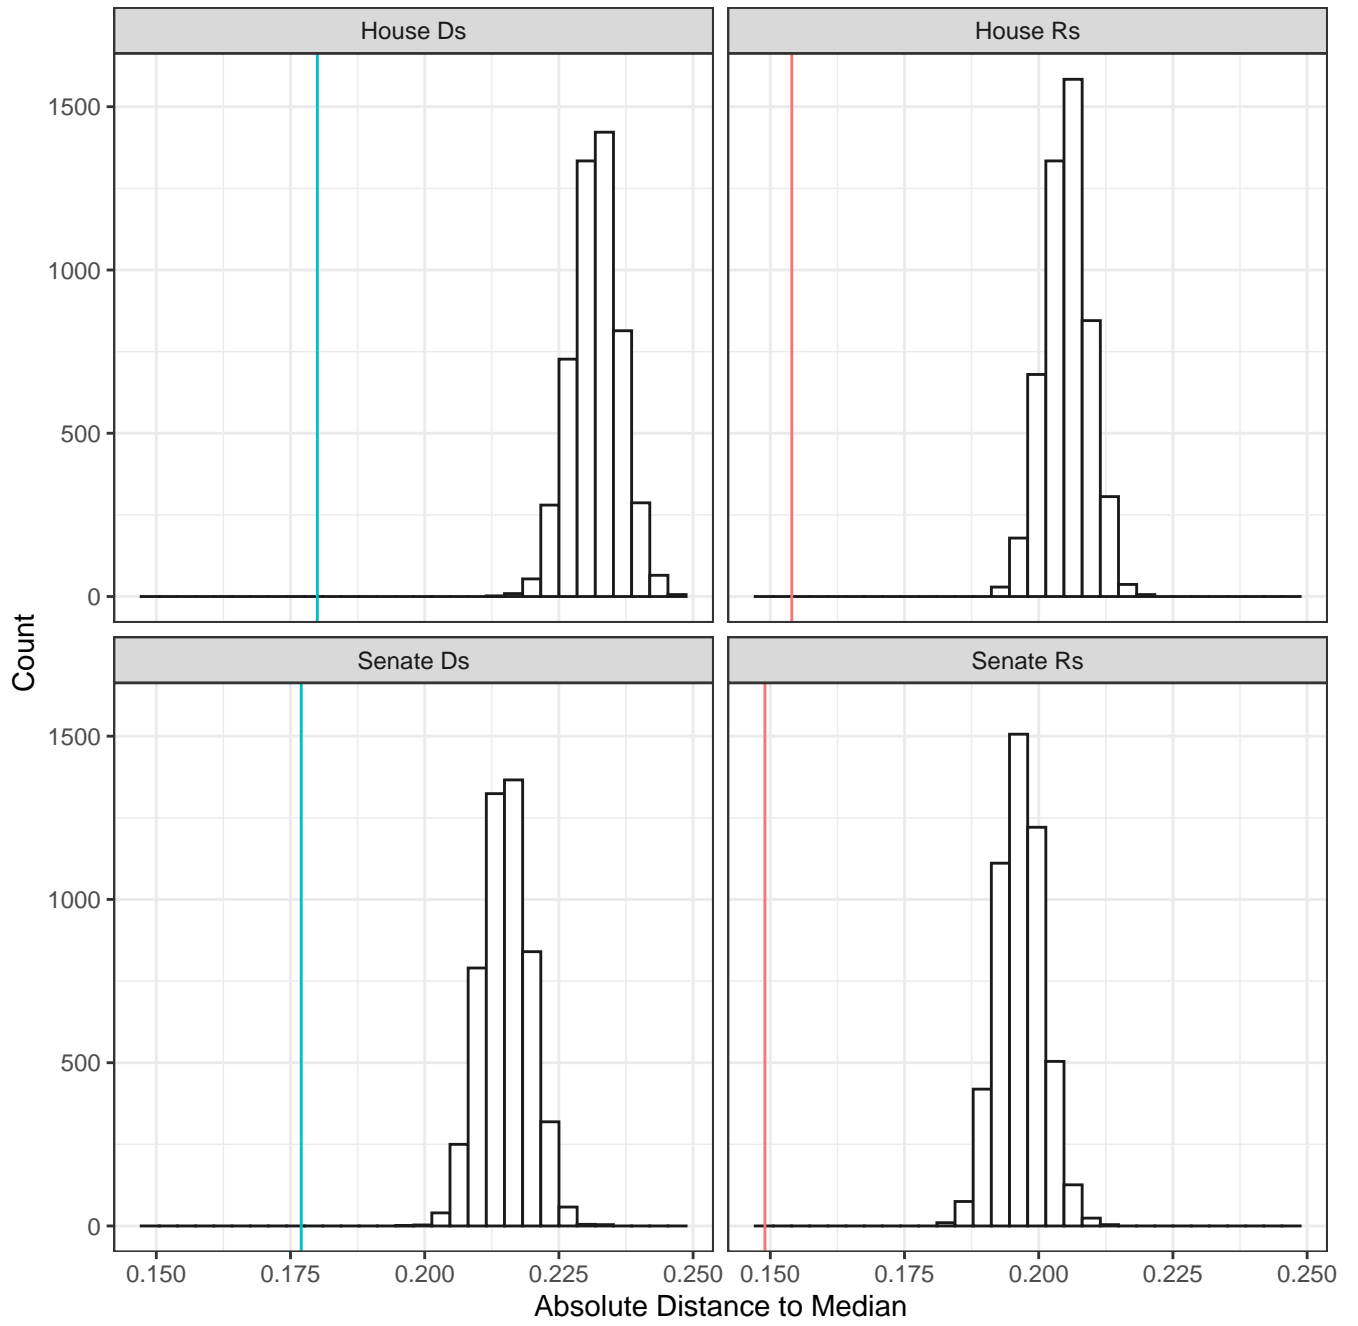 House Ds
House Rs
1500
1000
500
0
Count
Senate Ds
Senate Rs
1500
1000
500
0
0.150 0.175 0.200 0.225 0.250 0.150 0.175 0.200 0.225 0.250
Absolute Distance to Median